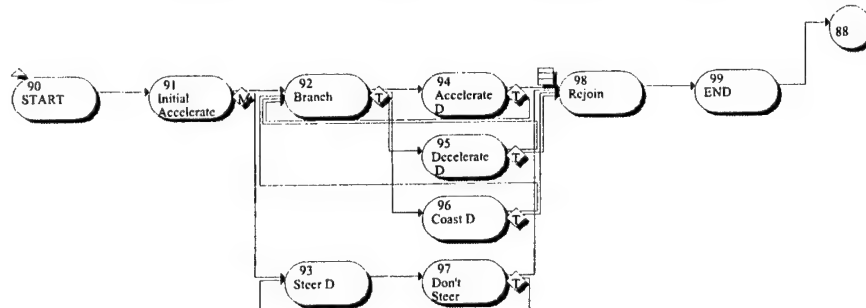 88
90
START
91
Initial
Accelerate
M
92
Branch
T
94
Accelerate
D
T
98
Rejoin
99
END
95
Decelerate
D
T
96
Coast D
T
93
Steer D
97
Don't
Steer
T